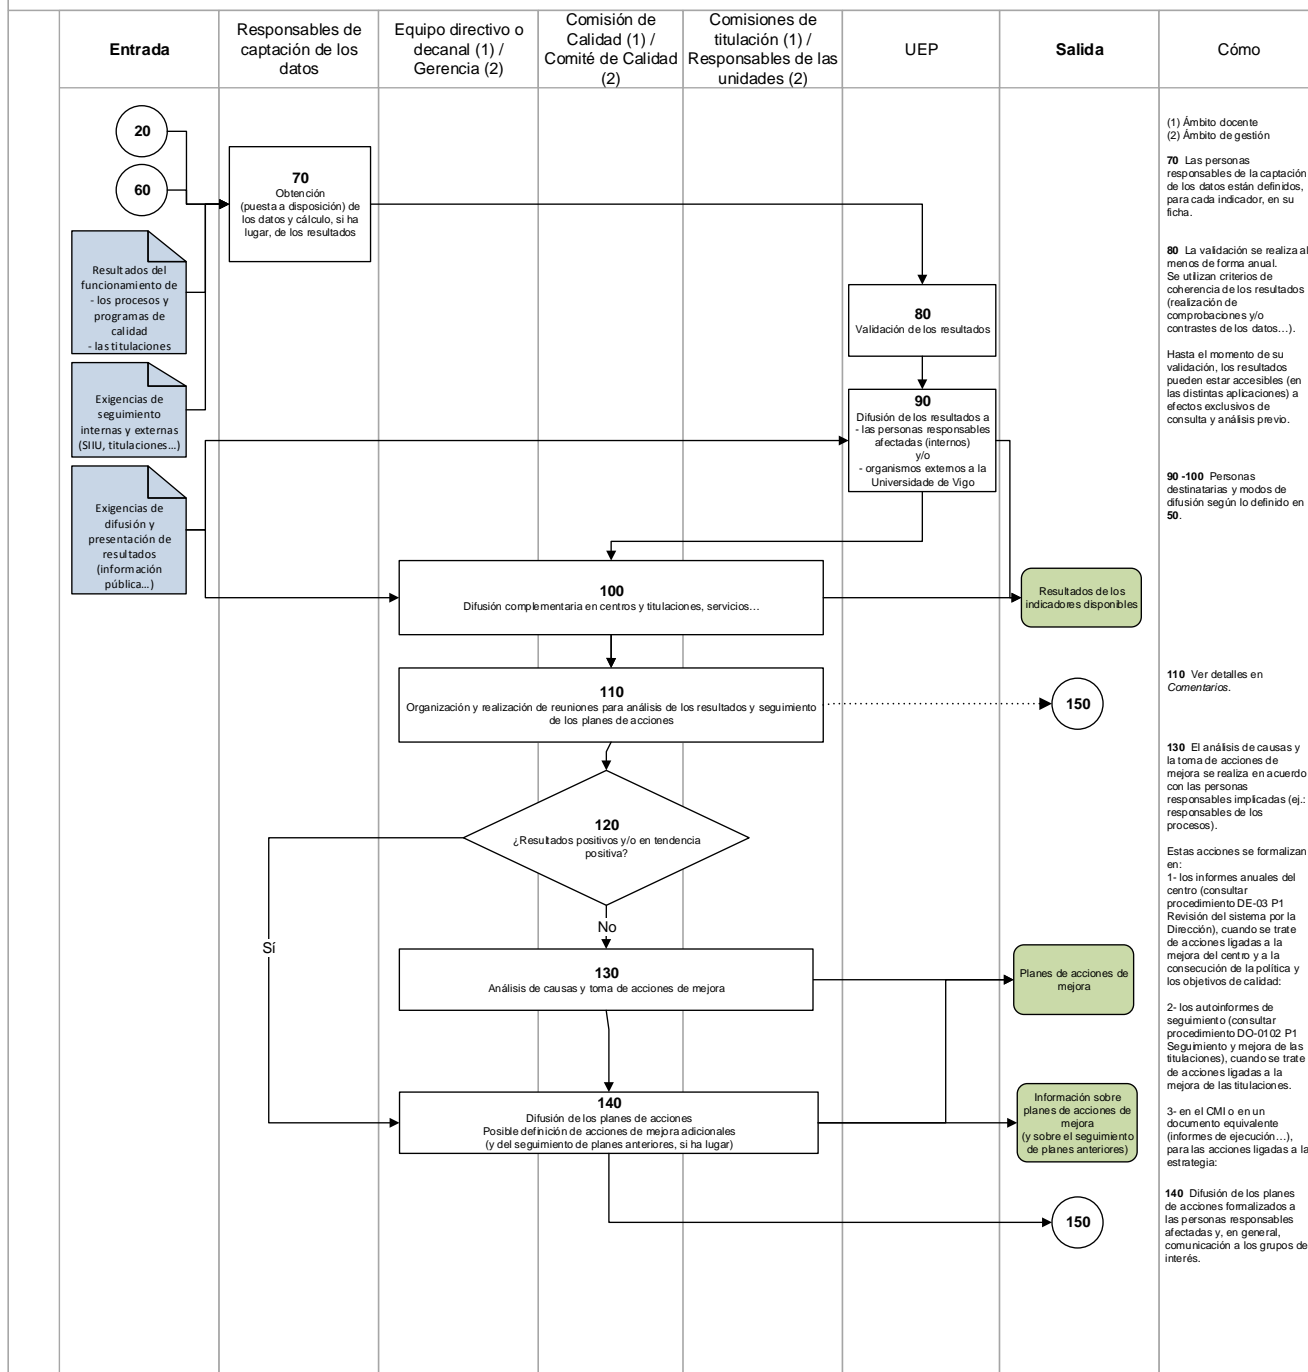 Entrada
Responsables de
captación de los
datos
Equipo directivo o
decanal (1) /
Gerencia (2)
Comisión de
Calidad (1) /
Comité de Calidad
(2)
Comisiones de
titulación (1) /
Responsables de las
unidades (2)
UEP
Salida
Cómo
20
60
Resultados del
funcionamiento de
- los procesos y
programas de
calidad
- las titulaciones
Exigencias de
seguimiento
internas y externas
(SIIU, titulaciones…)
Exigencias de
difusión y
presentación de
resultados
(información
pública…)
70
Obtención
(puesta a disposición) de
los datos y cálculo, si ha
lugar, de los resultados
80
Validación de los resultados
90
Difusión de los resultados a
- las personas responsables
afectadas (internos)
y/o
- organismos externos a la
Universidade de Vigo
100
Difusión complementaria en centros y titulaciones, servicios…
Resultados de los
indicadores disponibles
110
Organización y realización de reuniones para análisis de los resultados y seguimiento
de los planes de acciones
150
120
¿Resultados positivos y/o en tendencia
positiva?
Sí
No
130
Análisis de causas y toma de acciones de mejora
Planes de acciones de
mejora
140
Difusión de los planes de acciones
Posible definición de acciones de mejora adicionales
(y del seguimiento de planes anteriores, si ha lugar)
Información sobre
planes de acciones de
mejora
(y sobre el seguimiento
de planes anteriores)
150
(1) Ámbito docente
(2) Ámbito de gestión
70 Las personas
responsables de la captación
de los datos están definidos,
para cada indicador, en su
ficha.
80 La validación se realiza al
menos de forma anual.
Se utilizan criterios de
coherencia de los resultados
(realización de
comprobaciones y/o
contrastes de los datos…).
Hasta el momento de su
validación, los resultados
pueden estar accesibles (en
las distintas aplicaciones) a
efectos exclusivos de
consulta y análisis previo.
90 -100 Personas
destinatarias y modos de
difusión según lo definido en
50.
110 Ver detalles en
Comentarios.
130 El análisis de causas y
la toma de acciones de
mejora se realiza en acuerdo
con las personas
responsables implicadas (ej.:
responsables de los
procesos).
Estas acciones se formalizan
en:
1- los informes anuales del
centro (consultar
procedimiento DE-03 P1
Revisión del sistema por la
Dirección), cuando se trate
de acciones ligadas a la
mejora del centro y a la
consecución de la política y
los objetivos de calidad:
2- los autoinformes de
seguimiento (consultar
procedimiento DO-0102 P1
Seguimiento y mejora de las
titulaciones), cuando se trate
de acciones ligadas a la
mejora de las titulaciones.
3- en el CMI o en un
documento equivalente
(informes de ejecución…),
para las acciones ligadas a la
estrategia:
140 Difusión de los planes
de acciones formalizados a
las personas responsables
afectadas y, en general,
comunicación a los grupos de
interés.